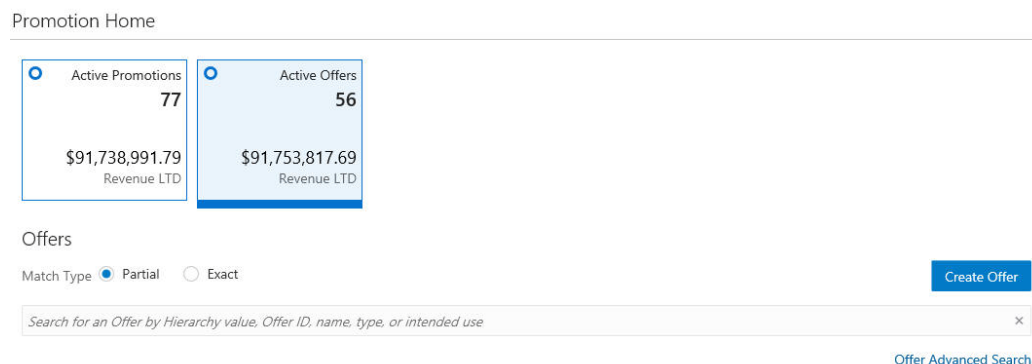 Promotion Home
Active Promotions
77
$91,738,991.79
Revenue LTD
Active Offers
56
$91,753,817.69
Revenue LTD
Offers
Match Type Partial Exact
Create Offer
Search for an Offer by Hierarchy value, Offer ID, name, type, or intended use ×
Offer Advanced Search